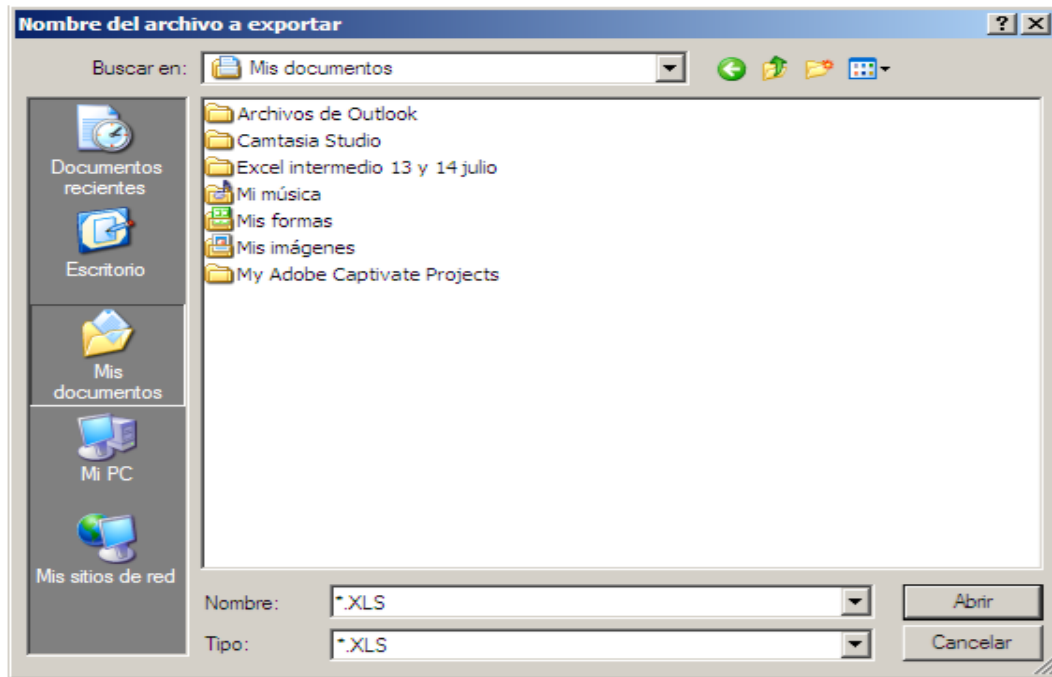 Nombre del archivo a exportar
Buscar en:
Mis documentos
Documentos
recientes
Escritorio
Mis
documentos
Mi PC
Mis sitios de red
Archivos de Outlook
Camtasia Studio
Excel intermedio 13 y 14 julio
Mi música
Mis formas
Mis imágenes
My Adobe Captivate Projects
Nombre:
*.XLS
Abrir
Tipo:
*.XLS
Cancelar